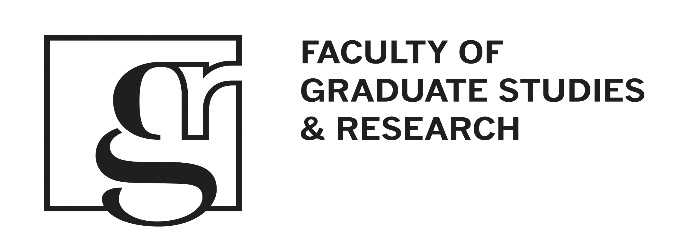 gr
FACULTY OF
GRADUATE STUDIES
& RESEARCH